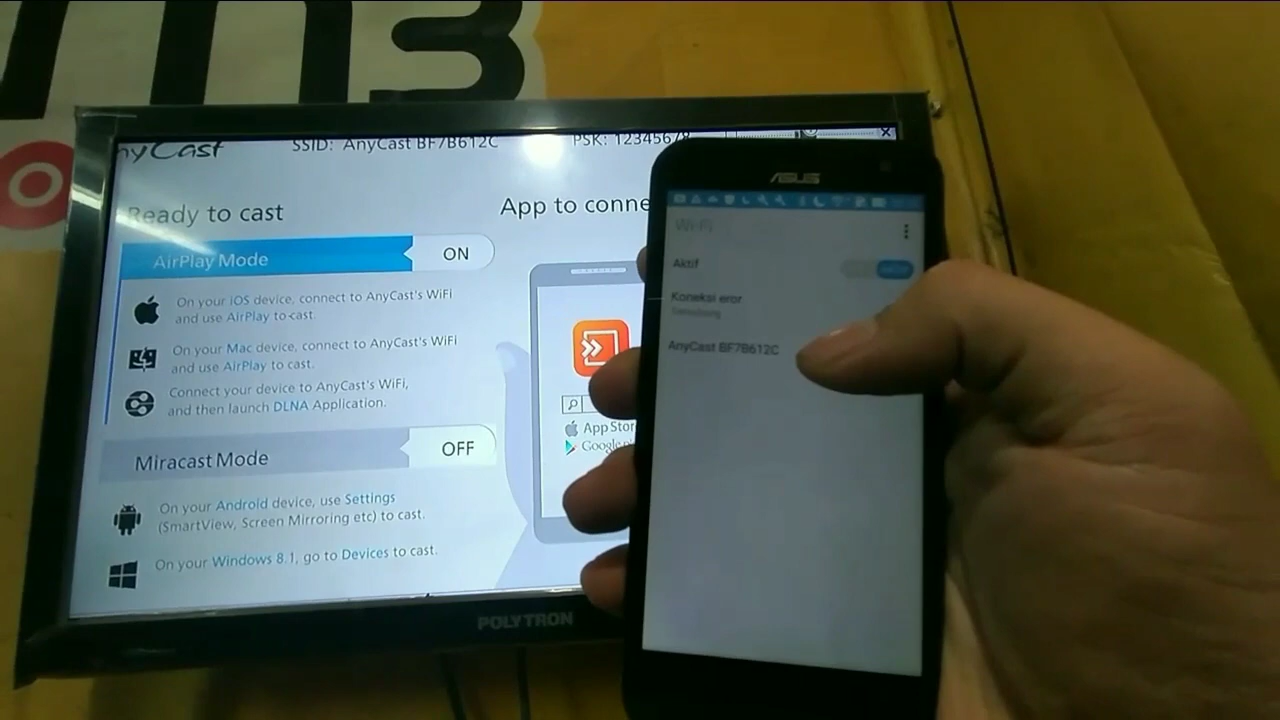 nyCast
SSID: AnyCast BF7B612C
PSK: 12345678
Ready to cast
App to conne
AirPlay Mode
ON
On your iOS device, connect to AnyCast's WiFi
and use AirPlay to cast.
On your Mac device, connect to AnyCast's WiFi
and use AirPlay to cast.
Connect your device to AnyCast's WiFi,
and then launch DLNA Application.
Miracast Mode
OFF
On your Android device, use Settings
(SmartView, Screen Mirroring etc) to cast.
On your Windows 8.1, go to Devices to cast.
App Stor
Google
POLYTRON
ASUS
Wi-Fi
Aktif
Koneksi eror
AnyCast BF7B612C